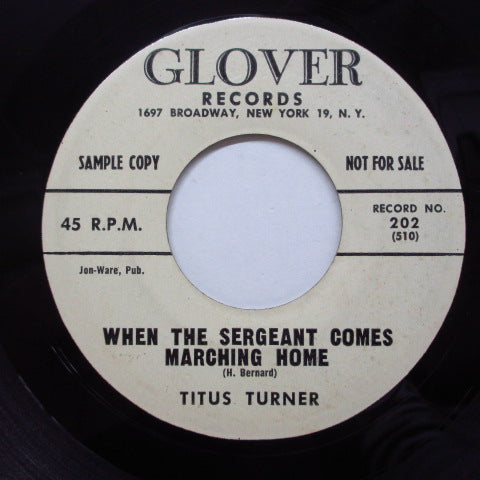 GLOVER
RECORDS
1697 BROADWAY, NEW YORK 19, N. Y.
SAMPLE COPY
NOT FOR SALE
45 R.P.M.
RECORD NO.
202
(510)
Jon-Ware, Pub.
WHEN THE SERGEANT COMES
MARCHING HOME
(H. Bernard)
TITUS TURNER